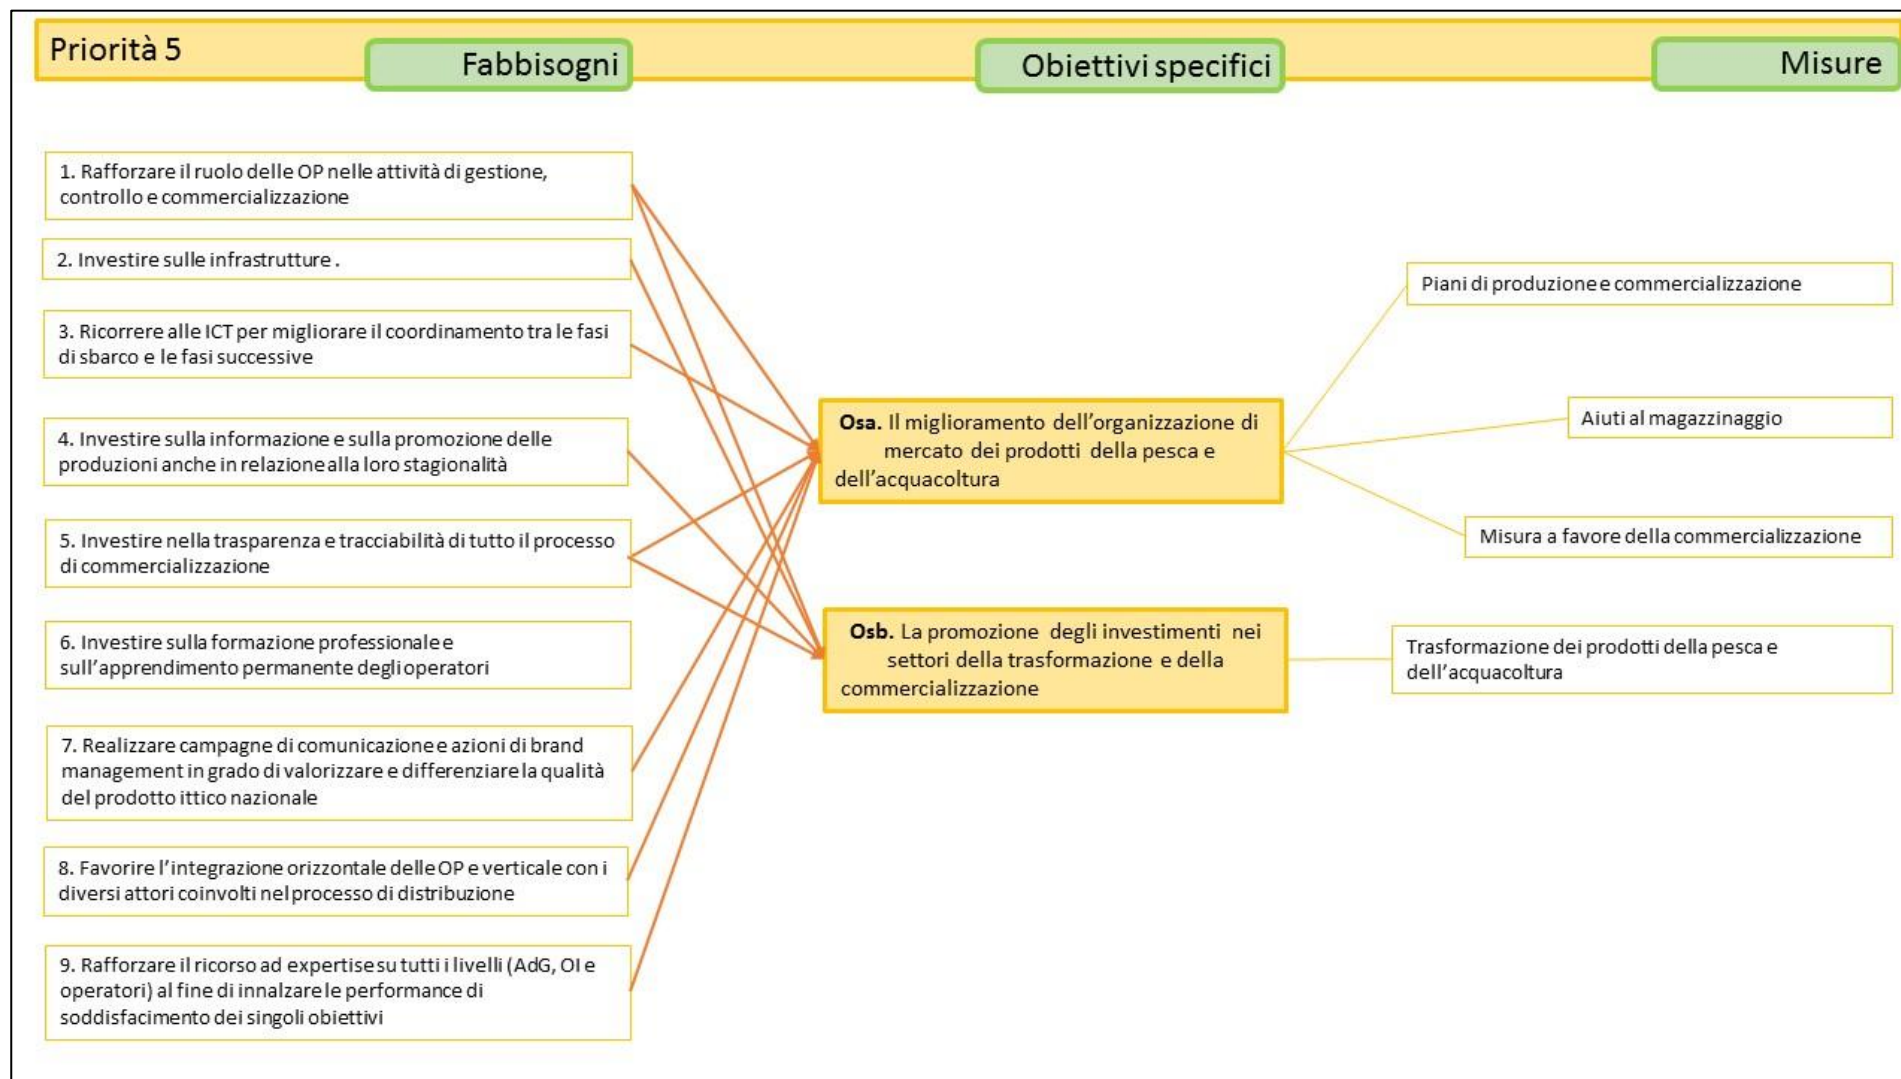 Priorità 5
Fabbisogni
Obiettivi specifici
Misure
1. Rafforzare il ruolo delle OP nelle attività di gestione,
controllo e commercializzazione
2. Investire sulle infrastrutture .
3. Ricorrere alle ICT per migliorare il coordinamento tra le fasi
di sbarco e le fasi successive
4. Investire sulla informazione e sulla promozione delle
produzioni anche in relazione alla loro stagionalità
5. Investire nella trasparenza e tracciabilità di tutto il processo
di commercializzazione
6. Investire sulla formazione professionale e
sull'apprendimento permanente degli operatori
7. Realizzare campagne di comunicazione e azioni di brand
management in grado di valorizzare e differenziare la qualità
del prodotto ittico nazionale
8. Favorire l'integrazione orizzontale delle OP e verticale con i
diversi attori coinvolti nel processo di distribuzione
9. Rafforzare il ricorso ad expertise su tutti i livelli (AdG, OI e
operatori) al fine di innalzare le performance di
soddisfacimento dei singoli obiettivi
Osa. Il miglioramento dell'organizzazione di
mercato dei prodotti della pesca e
dell'acquacoltura
Osb. La promozione degli investimenti nei
settori della trasformazione e della
commercializzazione
Piani di produzione e commercializzazione
Aiuti al magazzinaggio
Misura a favore della commercializzazione
Trasformazione dei prodotti della pesca e
dell'acquacoltura